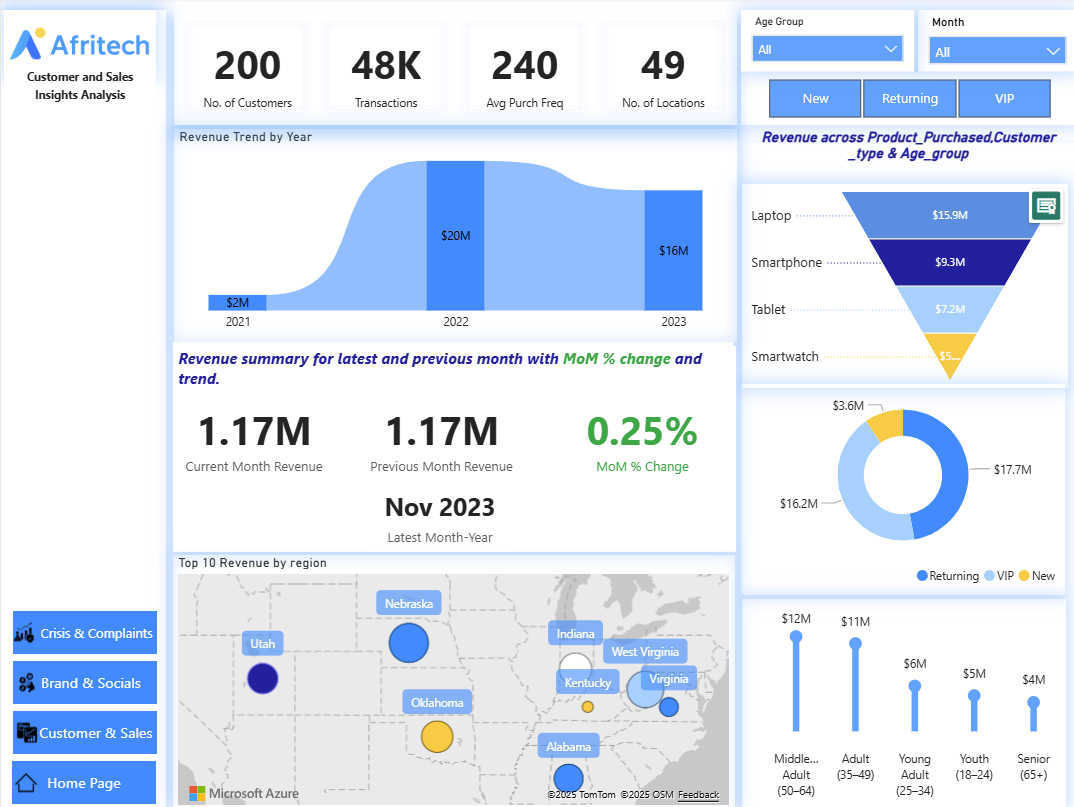 Afritech
Customer and Sales
Insights Analysis
200
No. of Customers
48K
Transactions
240
Avg Purch Freq
49
No. of Locations
Age Group
All
Month
All
New
Returning
VIP
Revenue Trend by Year
$2M
$20M
$16M
2021
2022
2023
Revenue across Product_Purchased,Customer
_type & Age_group
Laptop
$15.9M
Smartphone
$9.3M
Tablet
$7.2M
Smartwatch
$5....
Revenue summary for latest and previous month with MoM % change and
trend.
1.17M
Current Month Revenue
1.17M
Previous Month Revenue
0.25%
MoM % Change
Nov 2023
Latest Month-Year
$3.6M
$17.7M
$16.2M
Returning
VIP
New
Top 10 Revenue by region
Nebraska
Utah
Indiana
West Virginia
Kentucky
Virginia
Oklahoma
Alabama
Microsoft Azure
©2025 TomTom ©2025 OSM Feedback
$12M
$11M
$6M
$5M
$4M
Middle...
Adult
(50–64)
Adult
(35–49)
Young
Adult
(25–34)
Youth
(18–24)
Senior
(65+)
Crisis & Complaints
Brand & Socials
Customer & Sales
Home Page